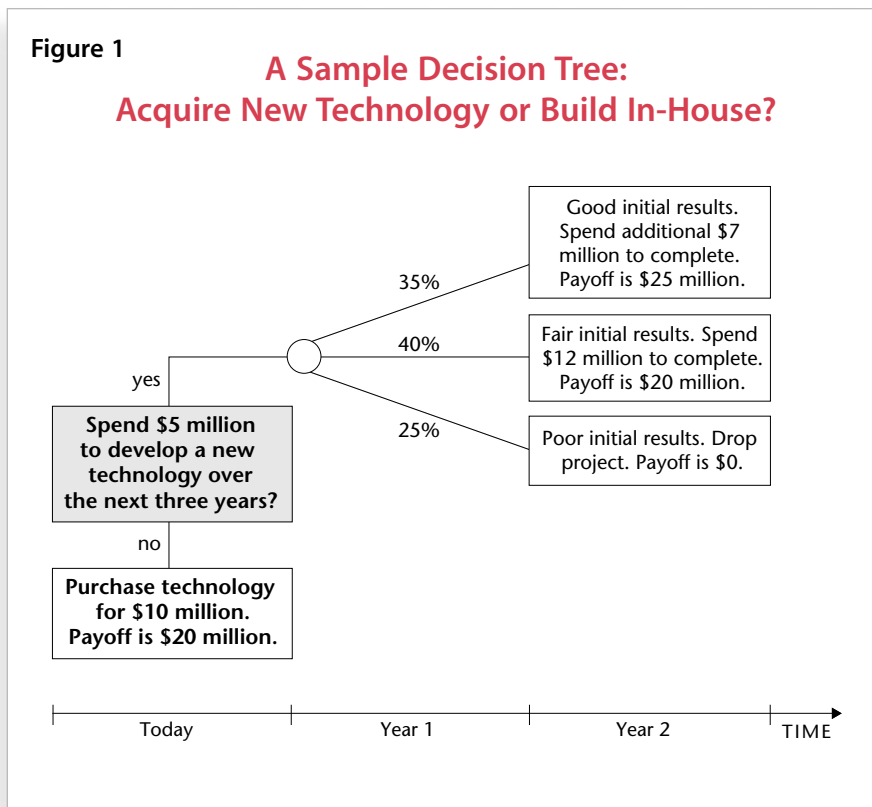 Figure 1
A Sample Decision Tree:
Acquire New Technology or Build In-House?
Good initial results.
Spend additional $7
million to complete.
Payoff is $25 million.
35%
Fair initial results. Spend
$12 million to complete.
Payoff is $20 million.
40%
yes
Poor initial results. Drop
project. Payoff is $0.
25%
Spend $5 million
to develop a new
technology over
the next three years?
no
Purchase technology
for $10 million.
Payoff is $20 million.
Today
Year 1
Year 2
TIME